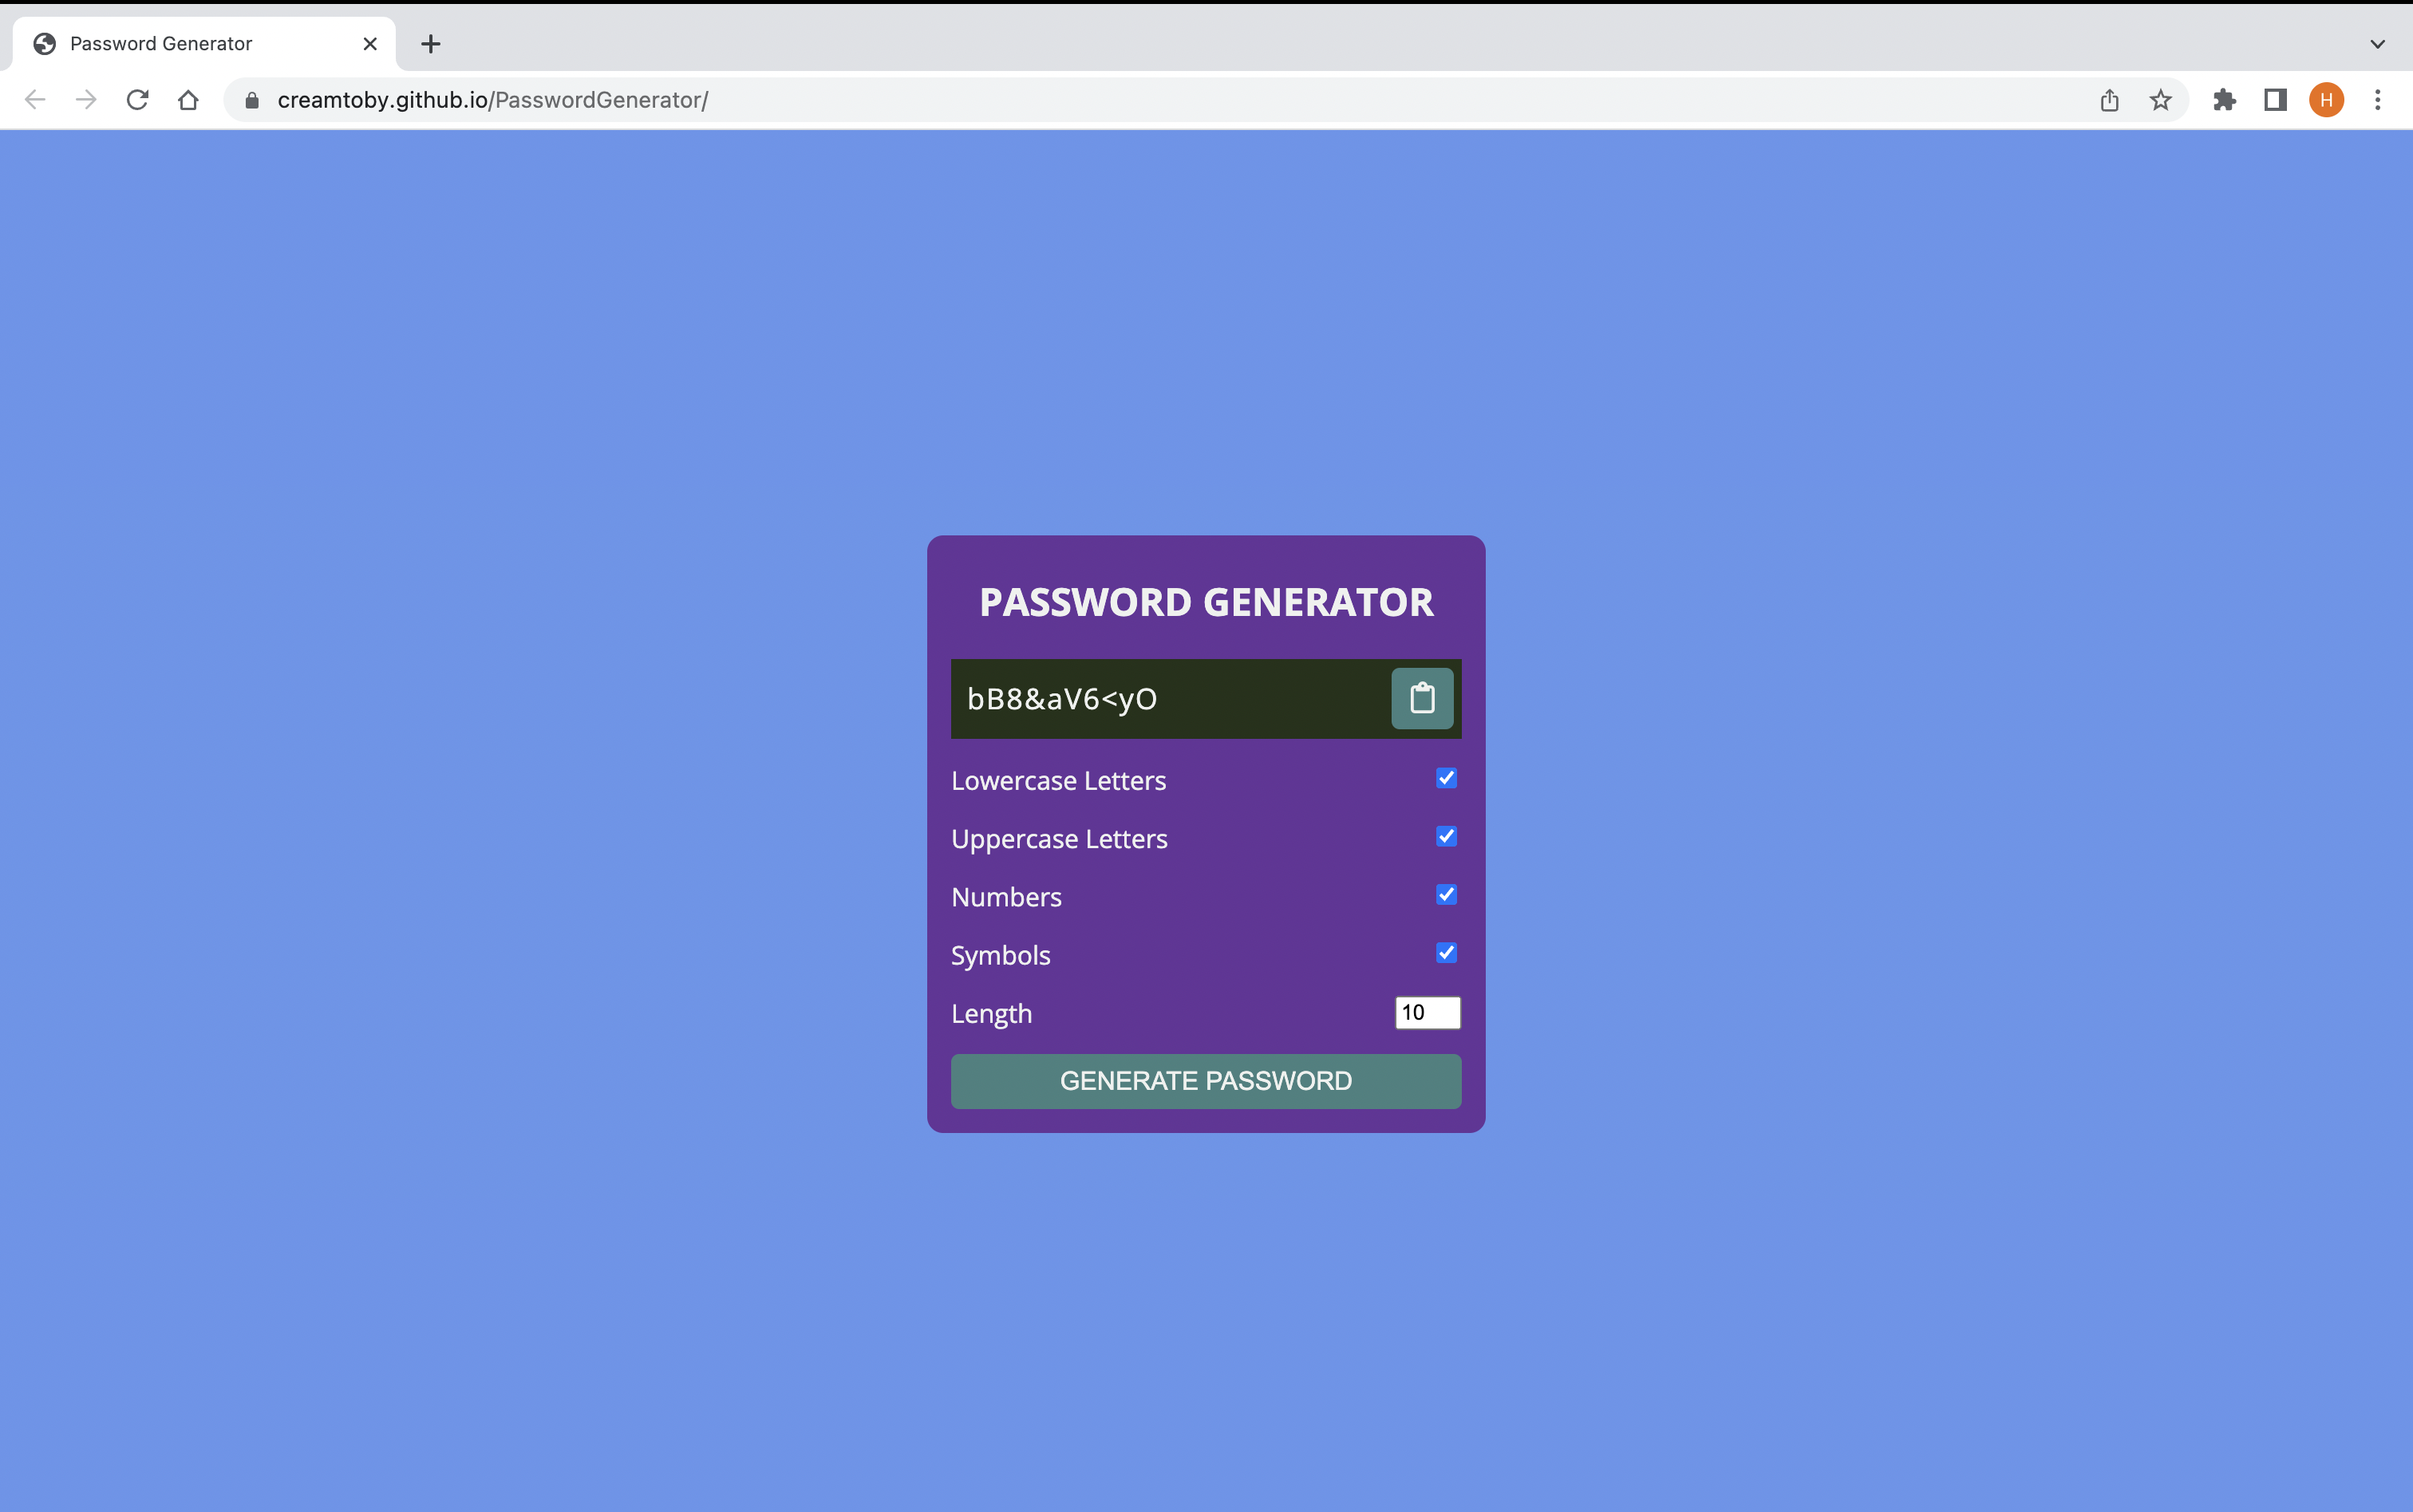 Password Generator
creamtoby.github.io/PasswordGenerator/
H
PASSWORD GENERATOR
bB8&aV6<yO
Lowercase Letters
Uppercase Letters
Numbers
Symbols
Length 10
GENERATE PASSWORD